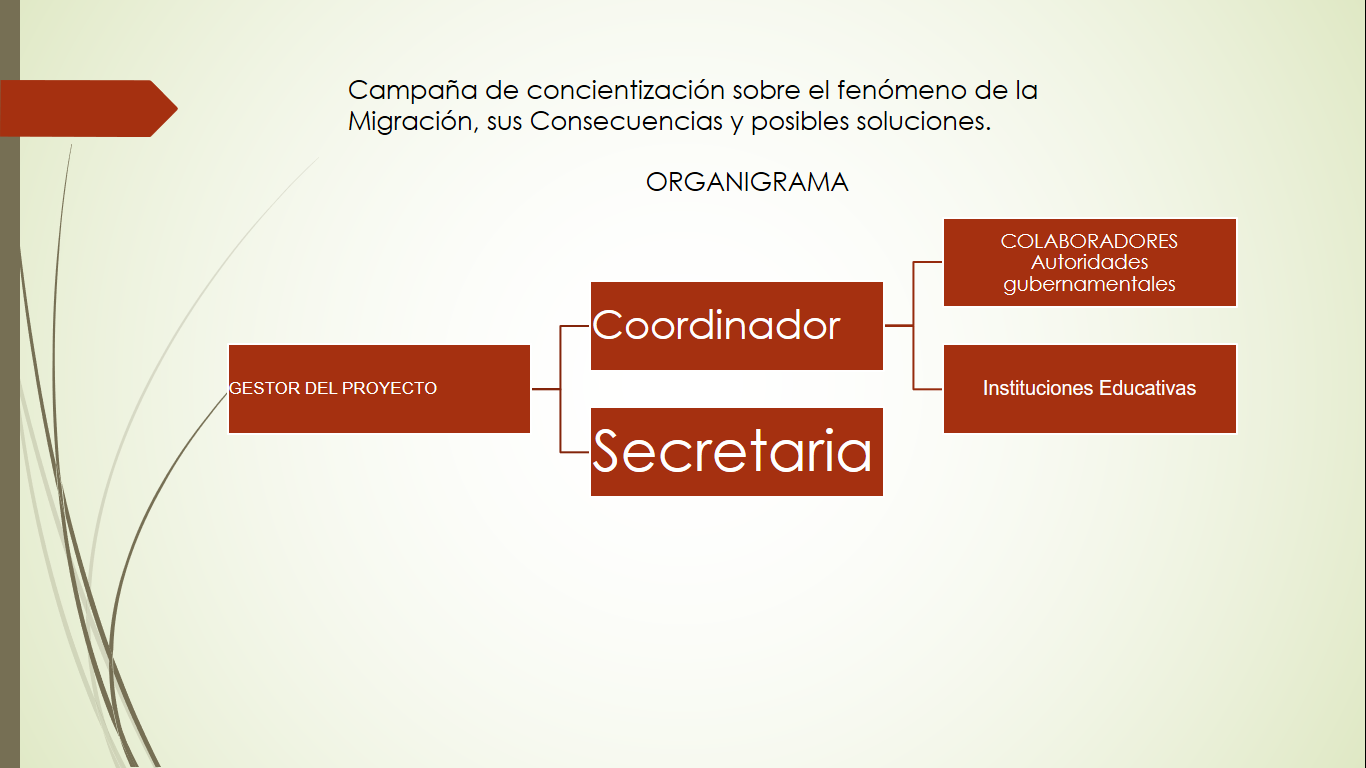 Campaña de concientización sobre el fenómeno de la
Migración, sus Consecuencias y posibles soluciones.
ORGANIGRAMA
GESTOR DEL PROYECTO
Coordinador
Secretaria
COLABORADORES
Autoridades
gubernamentales
Instituciones Educativas